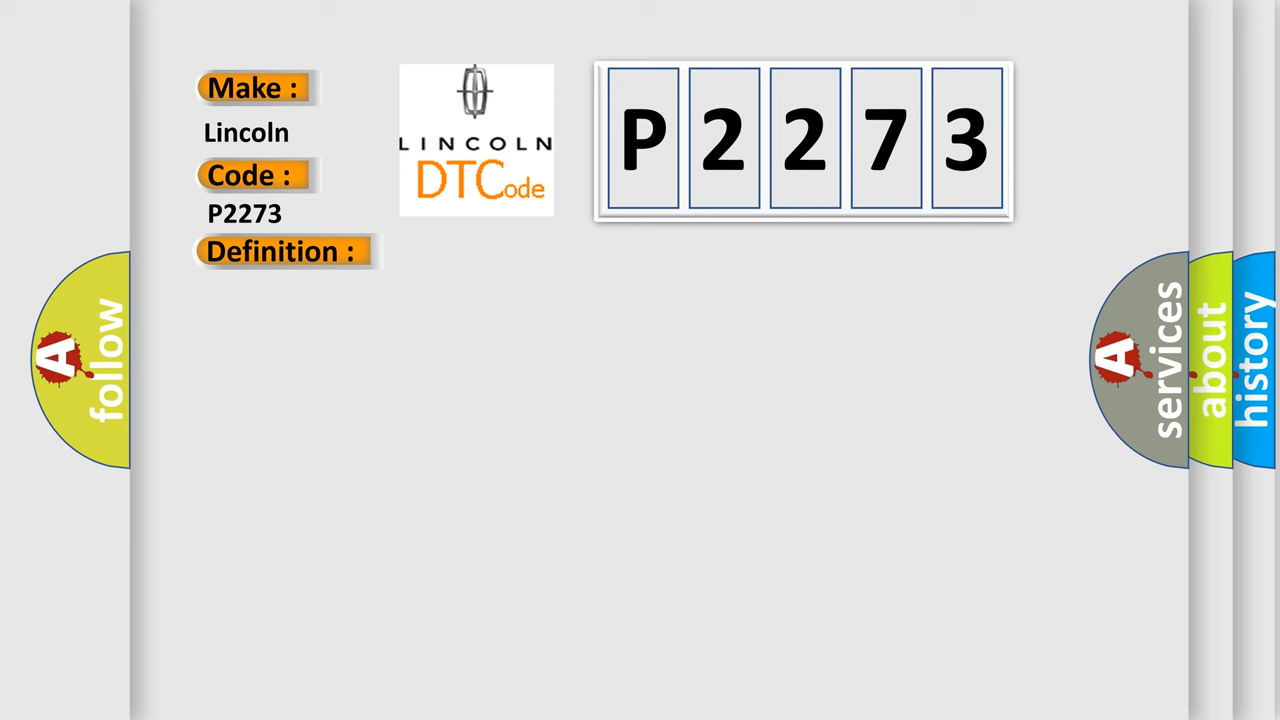 Make :
Lincoln
Code :
P2273
Definition :
LINCOLN
DTCode
P 2 2 7 3
A follow
A services
about
history